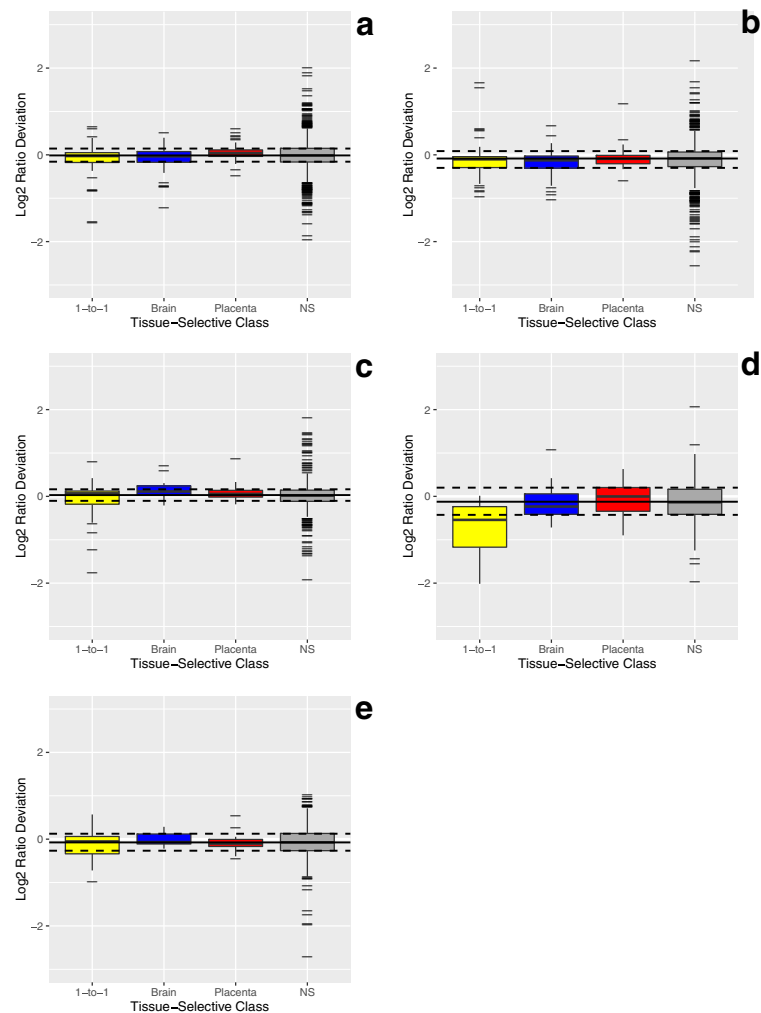 a
2
0
−2
Log2 Ratio Deviation
1−to−1 Brain Placenta NS
Tissue−Selective Class
b
2
0
−2
Log2 Ratio Deviation
1−to−1 Brain Placenta NS
Tissue−Selective Class
c
2
0
−2
Log2 Ratio Deviation
1−to−1 Brain Placenta NS
Tissue−Selective Class
d
2
0
−2
Log2 Ratio Deviation
1−to−1 Brain Placenta NS
Tissue−Selective Class
e
2
0
−2
Log2 Ratio Deviation
1−to−1 Brain Placenta NS
Tissue−Selective Class